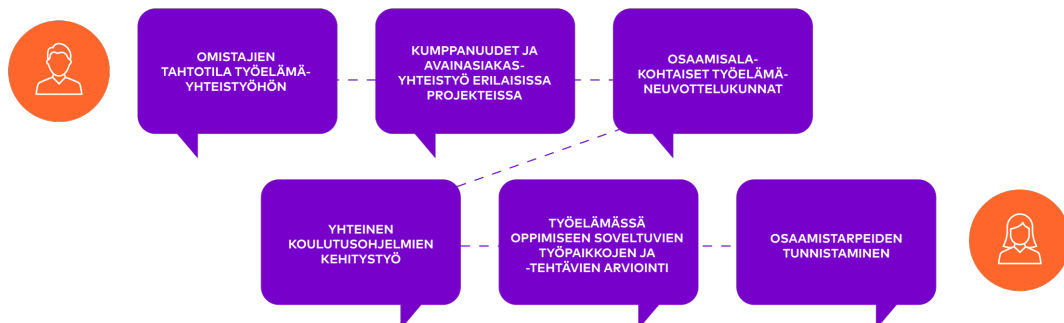 OMISTAJIEN
TAHTOTILA TYÖELÄMÄ-
YHTEISTYÖHÖN
KUMPPANUUDET JA
AVAINASIAKAS-
YHTEISTYÖ ERILAISISSA
PROJEKTEISSA
OSAAMISALA-
KOHTAISET TYÖELÄMÄ-
NEUVOTTELUKUNNAT
YHTEINEN
KOULUTUSOHJELMIEN
KEHITYSTYÖ
TYÖELÄMÄSSÄ
OPPIMISEEN SOVELTUVIEN
TYÖPAIKKOJEN JA
-TEHTÄVIEN ARVIOINTI
OSAAMISTARPEIDEN
TUNNISTAMINEN